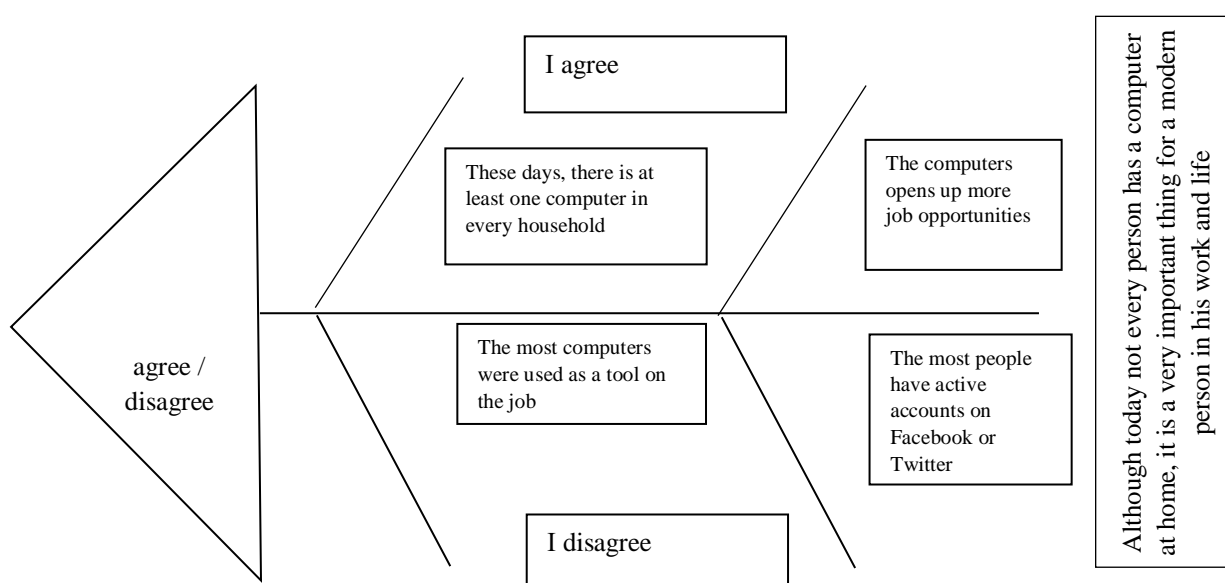 I agree
These days, there is at
least one computer in
every household
The computers
opens up more
job opportunities
agree /
disagree
The most computers
were used as a tool on
the job
The most people
have active
accounts on
Facebook or
Twitter
I disagree
Although today not every person has a computer
at home, it is a very important thing for a modern
person in his work and life